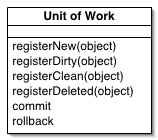 Unit of Work
registerNew(object)
registerDirty(object)
registerClean(object)
registerDeleted(object)
commit
rollback